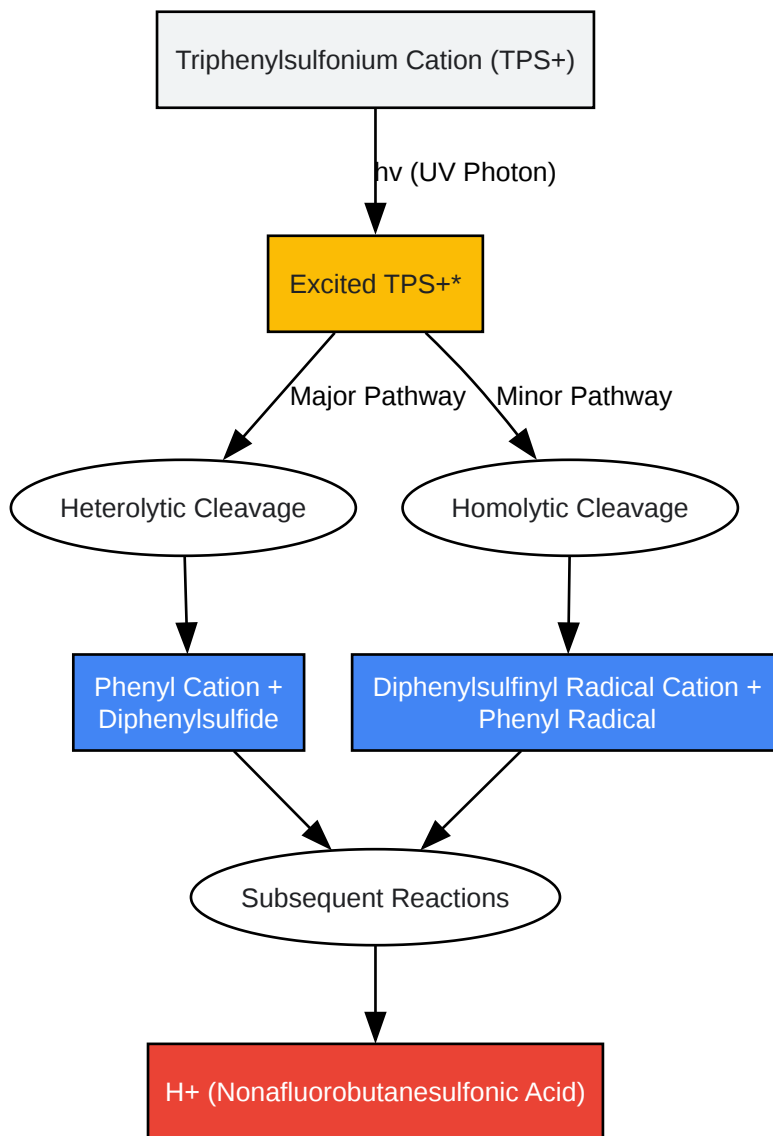 Triphenylsulfonium Cation (TPS+)
hv (UV Photon)
Excited TPS+*
Major Pathway
Minor Pathway
Heterolytic Cleavage
Homolytic Cleavage
Phenyl Cation +
Diphenylsulfide
Diphenylsulfinyl Radical Cation +
Phenyl Radical
Subsequent Reactions
H+ (Nonafluorobutanesulfonic Acid)